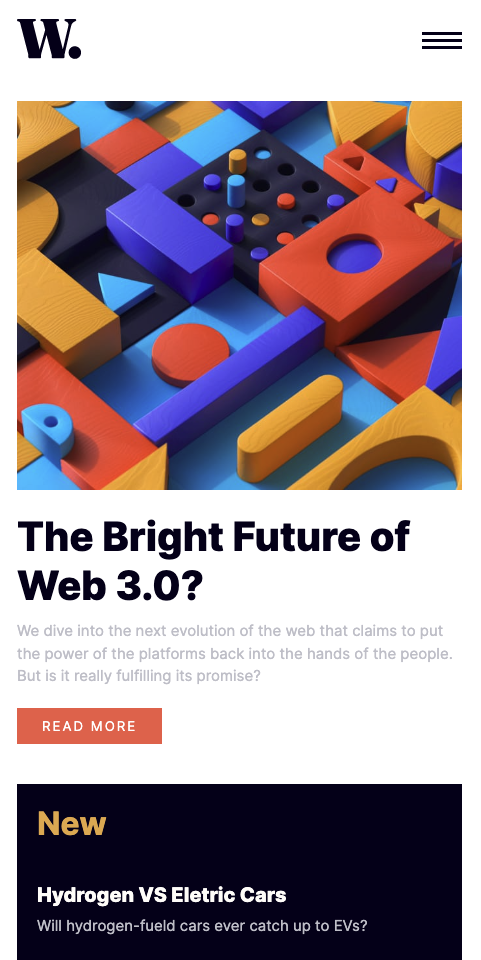 W.
The Bright Future of
Web 3.0?
We dive into the next evolution of the web that claims to put
the power of the platforms back into the hands of the people.
But is it really fulfilling its promise?
READ MORE
New
Hydrogen VS Eletric Cars
Will hydrogen-fueld cars ever catch up to EVs?